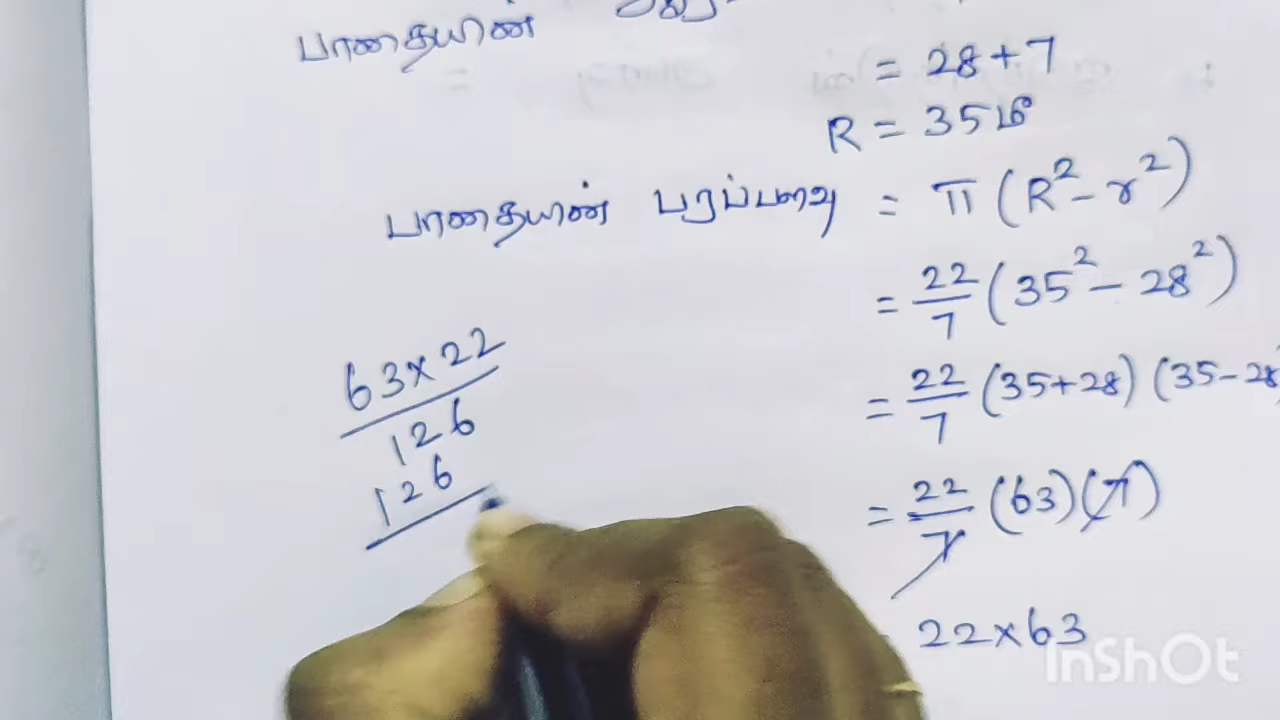 பாதையின்
= 28 + 7
R = 35மீ
பாதையின் பரப்பளவு = π (R² - r²)
= 22/7 (35² - 28²)
= 22/7 (35+28) (35-28)
= 22/7 (63) (7)
22×63
63×22
126
126
InShOt